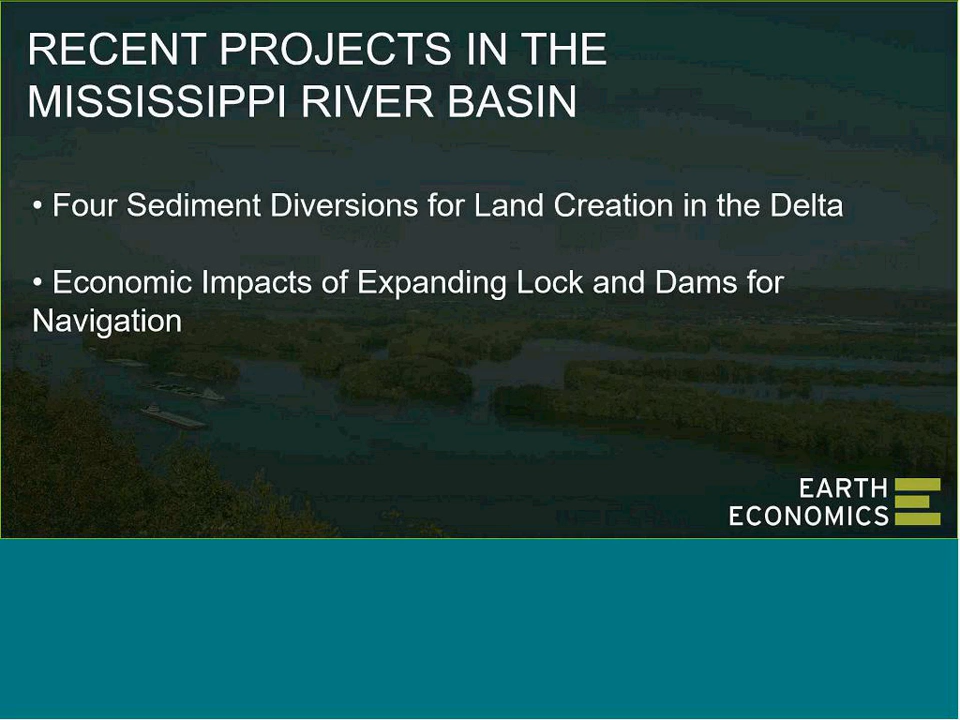 RECENT PROJECTS IN THE
MISSISSIPPI RIVER BASIN
• Four Sediment Diversions for Land Creation in the Delta
• Economic Impacts of Expanding Lock and Dams for
Navigation
EARTH
ECONOMICS